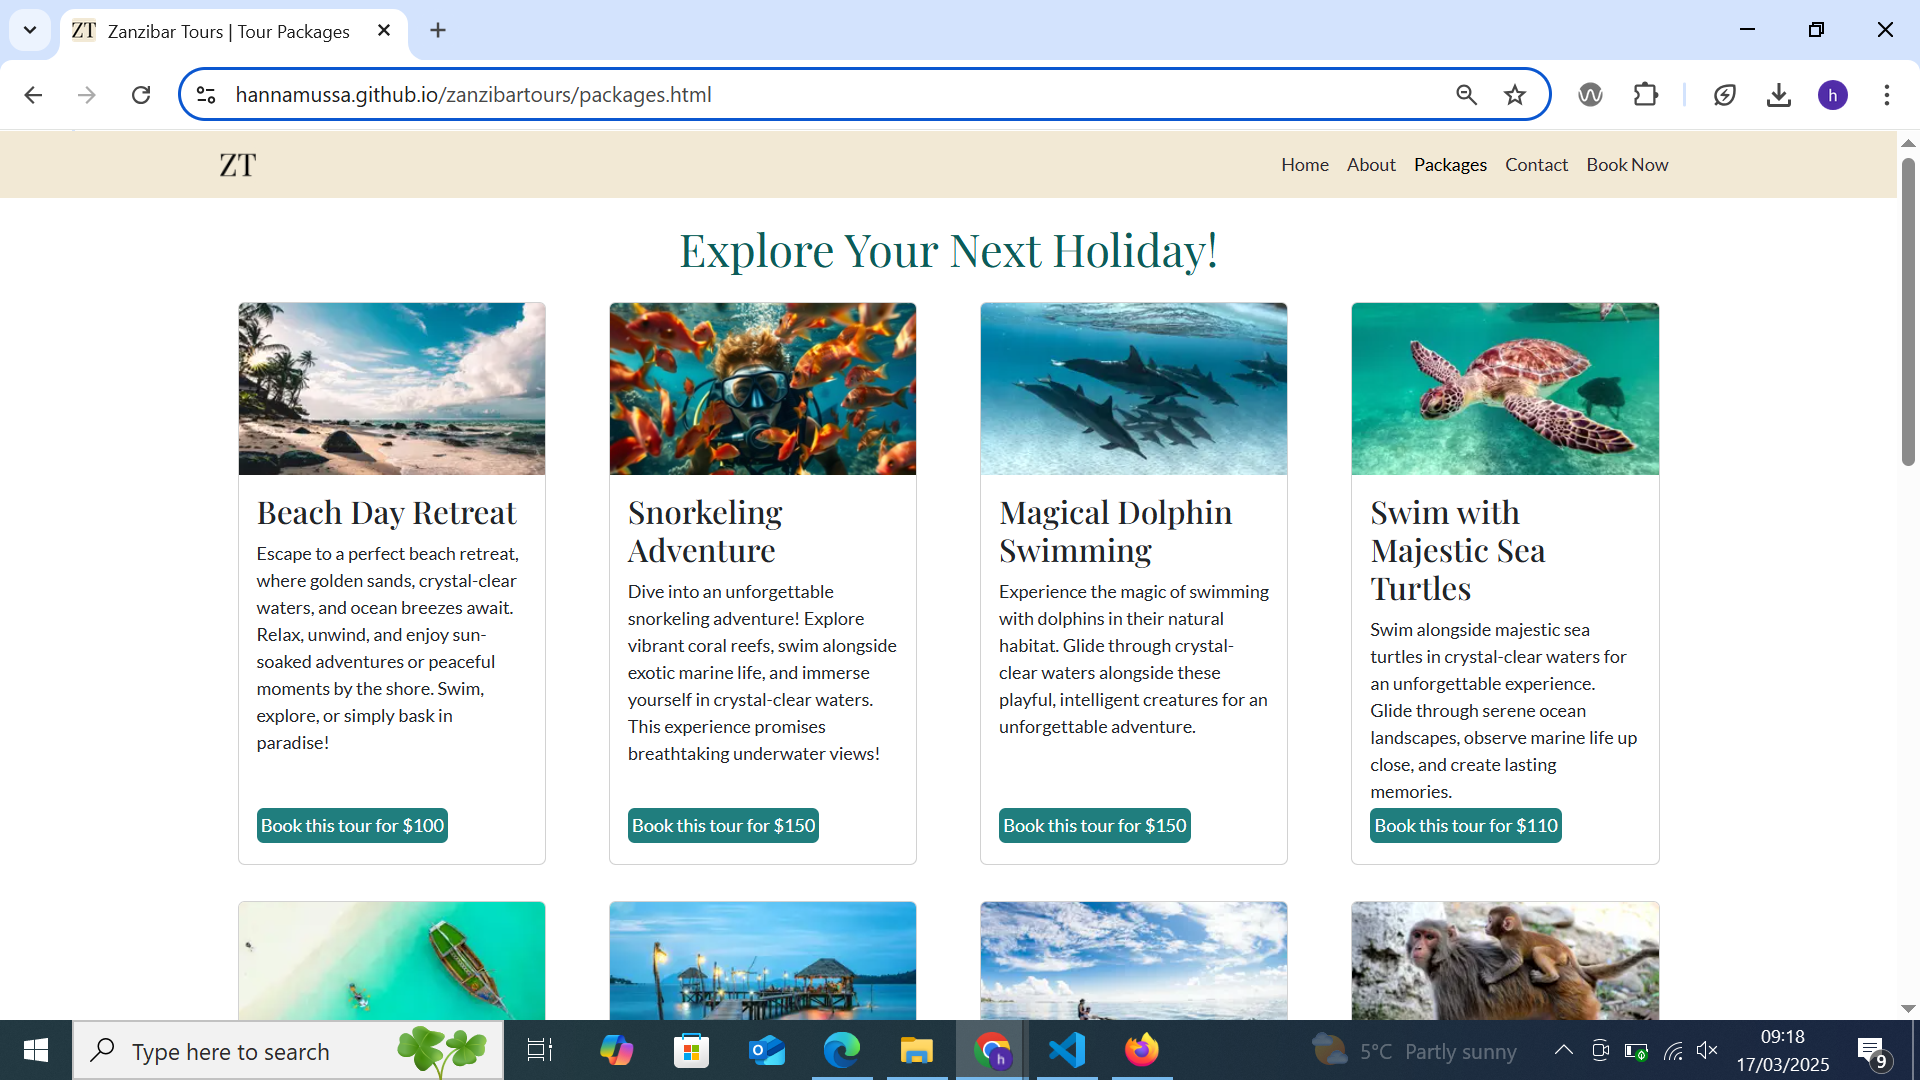 ZT Zanzibar Tours | Tour Packages
hannamussa.github.io/zanzibartours/packages.html
h
ZT
Home About Packages Contact Book Now
Explore Your Next Holiday!
Beach Day Retreat
Escape to a perfect beach retreat,
where golden sands, crystal-clear
waters, and ocean breezes await.
Relax, unwind, and enjoy sun-
soaked adventures or peaceful
moments by the shore. Swim,
explore, or simply bask in
paradise!
Book this tour for $100
Snorkeling
Adventure
Dive into an unforgettable
snorkeling adventure! Explore
vibrant coral reefs, swim alongside
exotic marine life, and immerse
yourself in crystal-clear waters.
This experience promises
breathtaking underwater views!
Book this tour for $150
Magical Dolphin
Swimming
Experience the magic of swimming
with dolphins in their natural
habitat. Glide through crystal-
clear waters alongside these
playful, intelligent creatures for an
unforgettable adventure.
Book this tour for $150
Swim with
Majestic Sea
Turtles
Swim alongside majestic sea
turtles in crystal-clear waters for
an unforgettable experience.
Glide through serene ocean
landscapes, observe marine life up
close, and create lasting
memories.
Book this tour for $110
Type here to search
h
5°C Partly sunny
09:18
17/03/2025
9